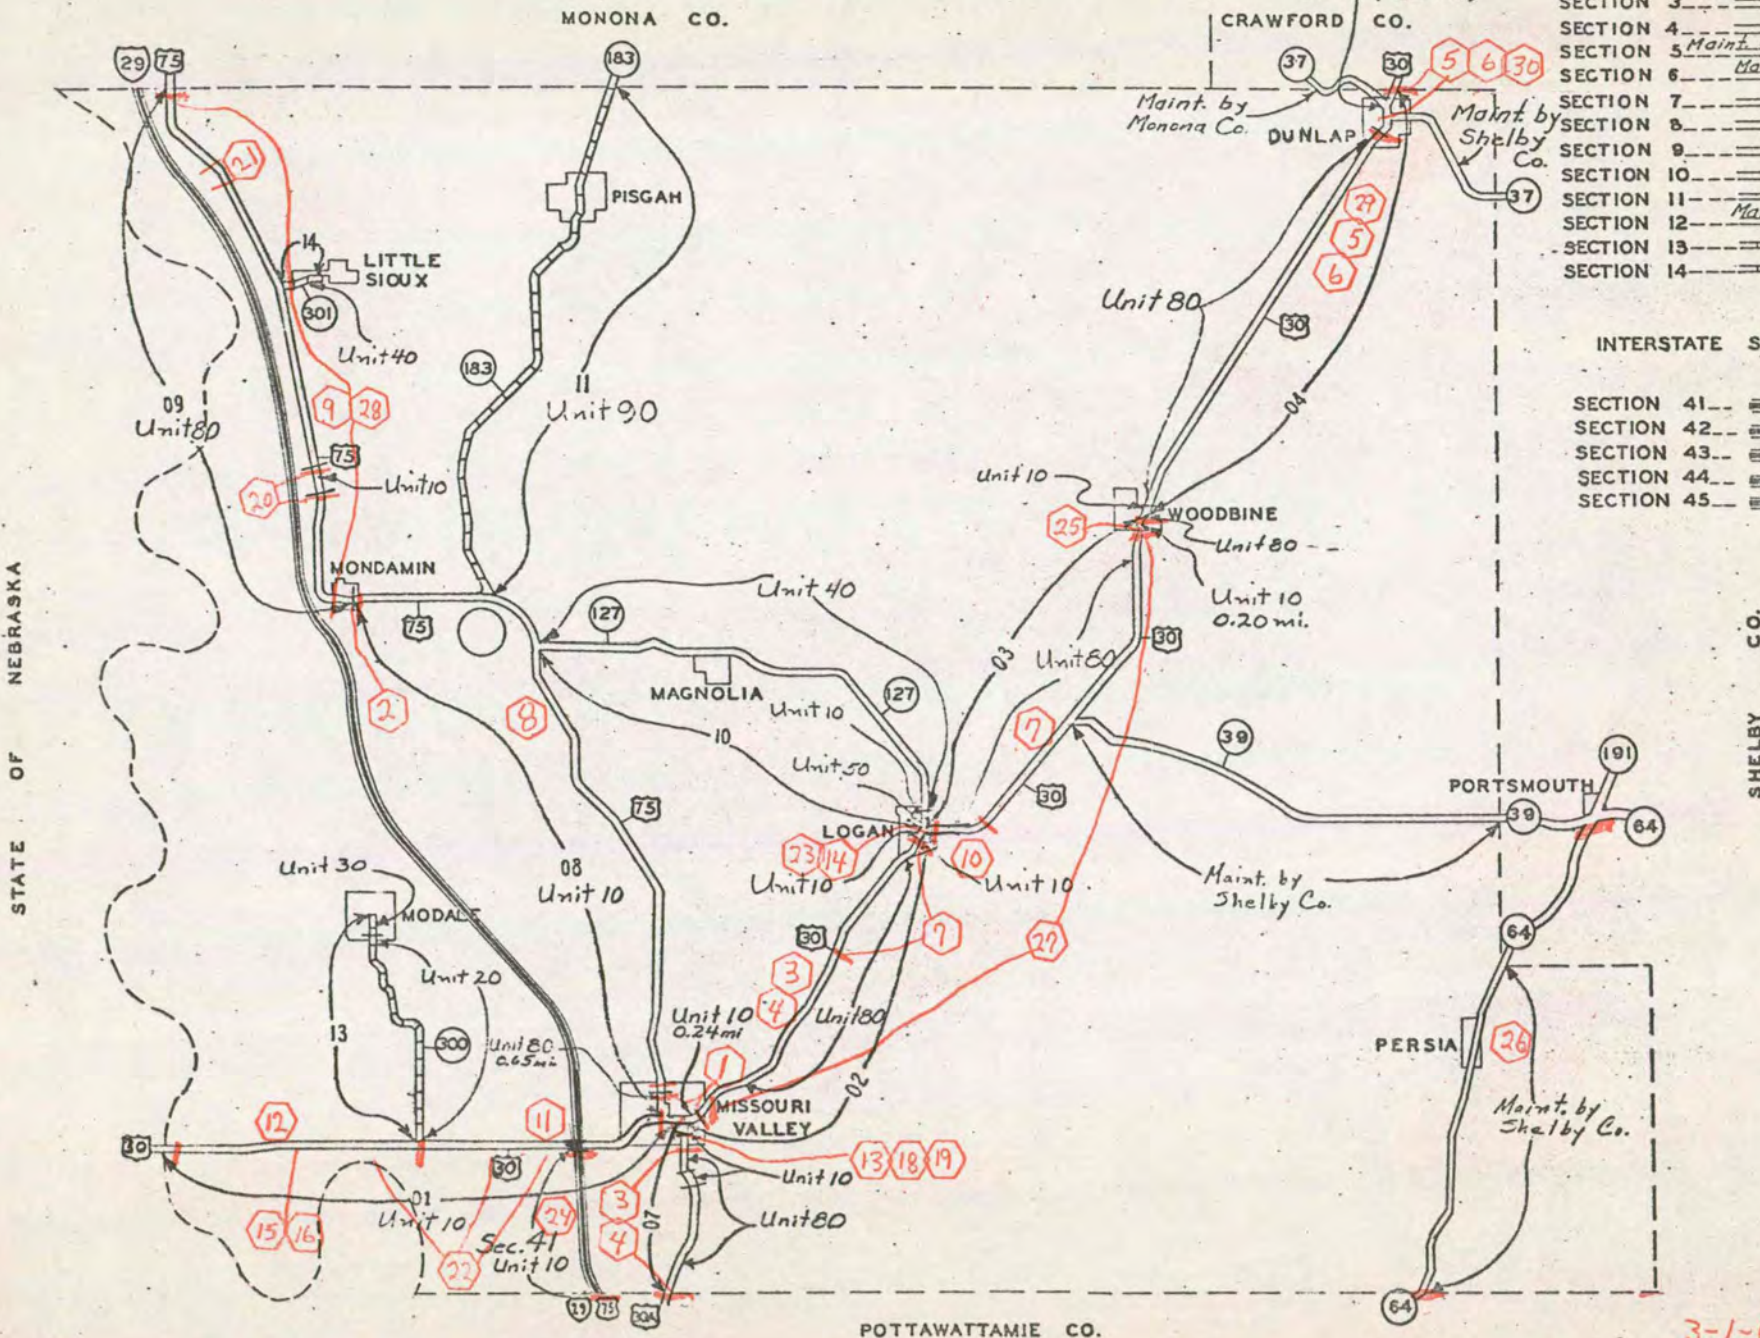 MONONA CO.
CRAWFORD CO.
SECTION 3
SECTION 4
SECTION 5 Maint.
SECTION 6
SECTION 7
SECTION 8
SECTION 9
SECTION 10
SECTION 11
SECTION 12
SECTION 13
SECTION 14
29
75
183
37
30
5
6
30
Maint. by
Monona Co.
DUNLAP
Maint. by
Shelby
Co.
37
21
PISGAH
29
5
6
14
LITTLE
SIOUX
301
Unit 40
Unit 80
30
INTERSTATE S
SECTION 41
SECTION 42
SECTION 43
SECTION 44
SECTION 45
183
09
Unit 80
9
28
11
Unit 90
04
75
20
Unit 10
Unit 10
25
WOODBINE
Unit 80
STATE OF NEBRASKA
MONDAMIN
75
127
Unit 40
Unit 10
0.20 mi.
30
03
Unit 80
SHELBY CO.
2
8
MAGNOLIA
127
Unit 10
10
7
39
Unit 50
75
30
191
PORTSMOUTH
39
64
LOGAN
23
14
10
Unit 10
Unit 10
Maint. by
Shelby Co.
Unit 30
08
Unit 10
MODALE
30
7
27
64
Unit 20
3
4
Unit 10
0.24 mi
Unit 80
13
300
Unit 80
0.65 mi.
1
02
PERSIA
26
MISSOURI
VALLEY
Maint. by
Shelby Co.
12
11
30
30
13
18
19
Unit 10
01
Unit 10
3
15
16
24
07
Unit 80
4
22
Sec. 41
Unit 10
29
75
30A
64
POTTAWATTAMIE CO.
3-1-